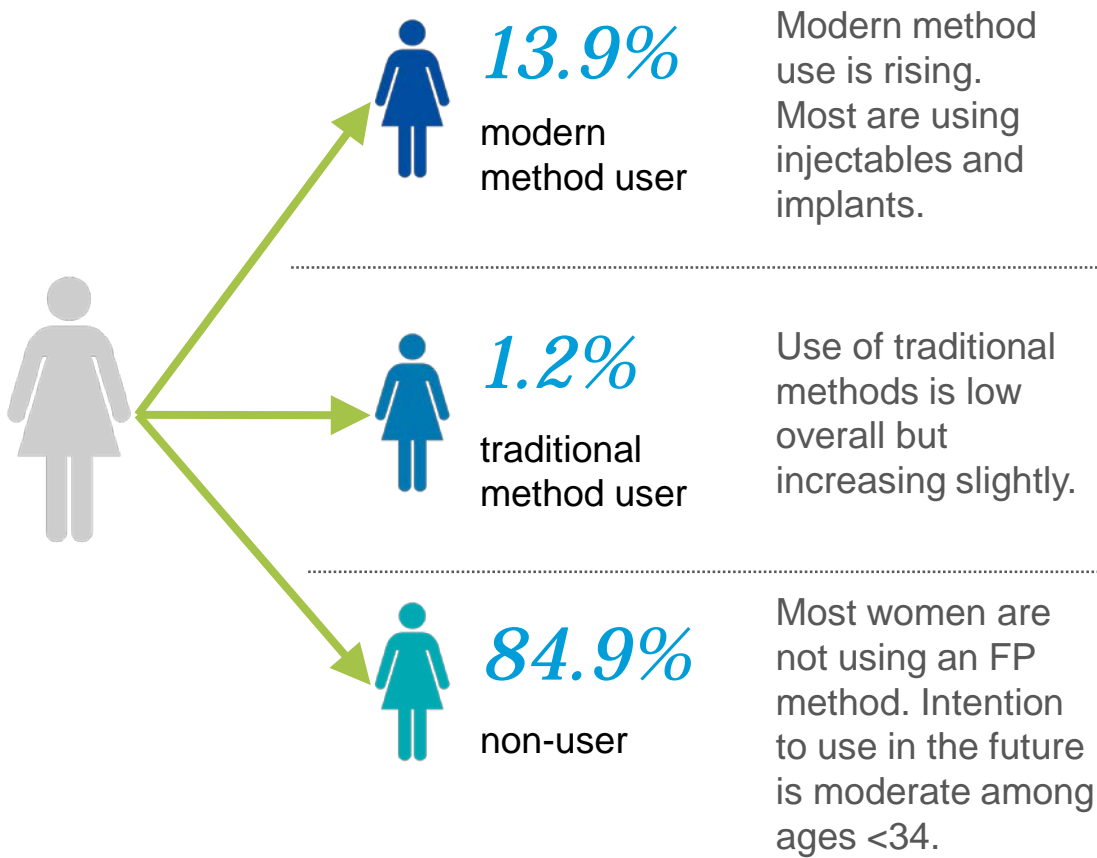 13.9%
modern
method user
Modern method
use is rising.
Most are using
injectables and
implants.
1.2%
traditional
method user
Use of traditional
methods is low
overall but
increasing slightly.
84.9%
non-user
Most women are
not using an FP
method. Intention
to use in the future
is moderate among
ages <34.